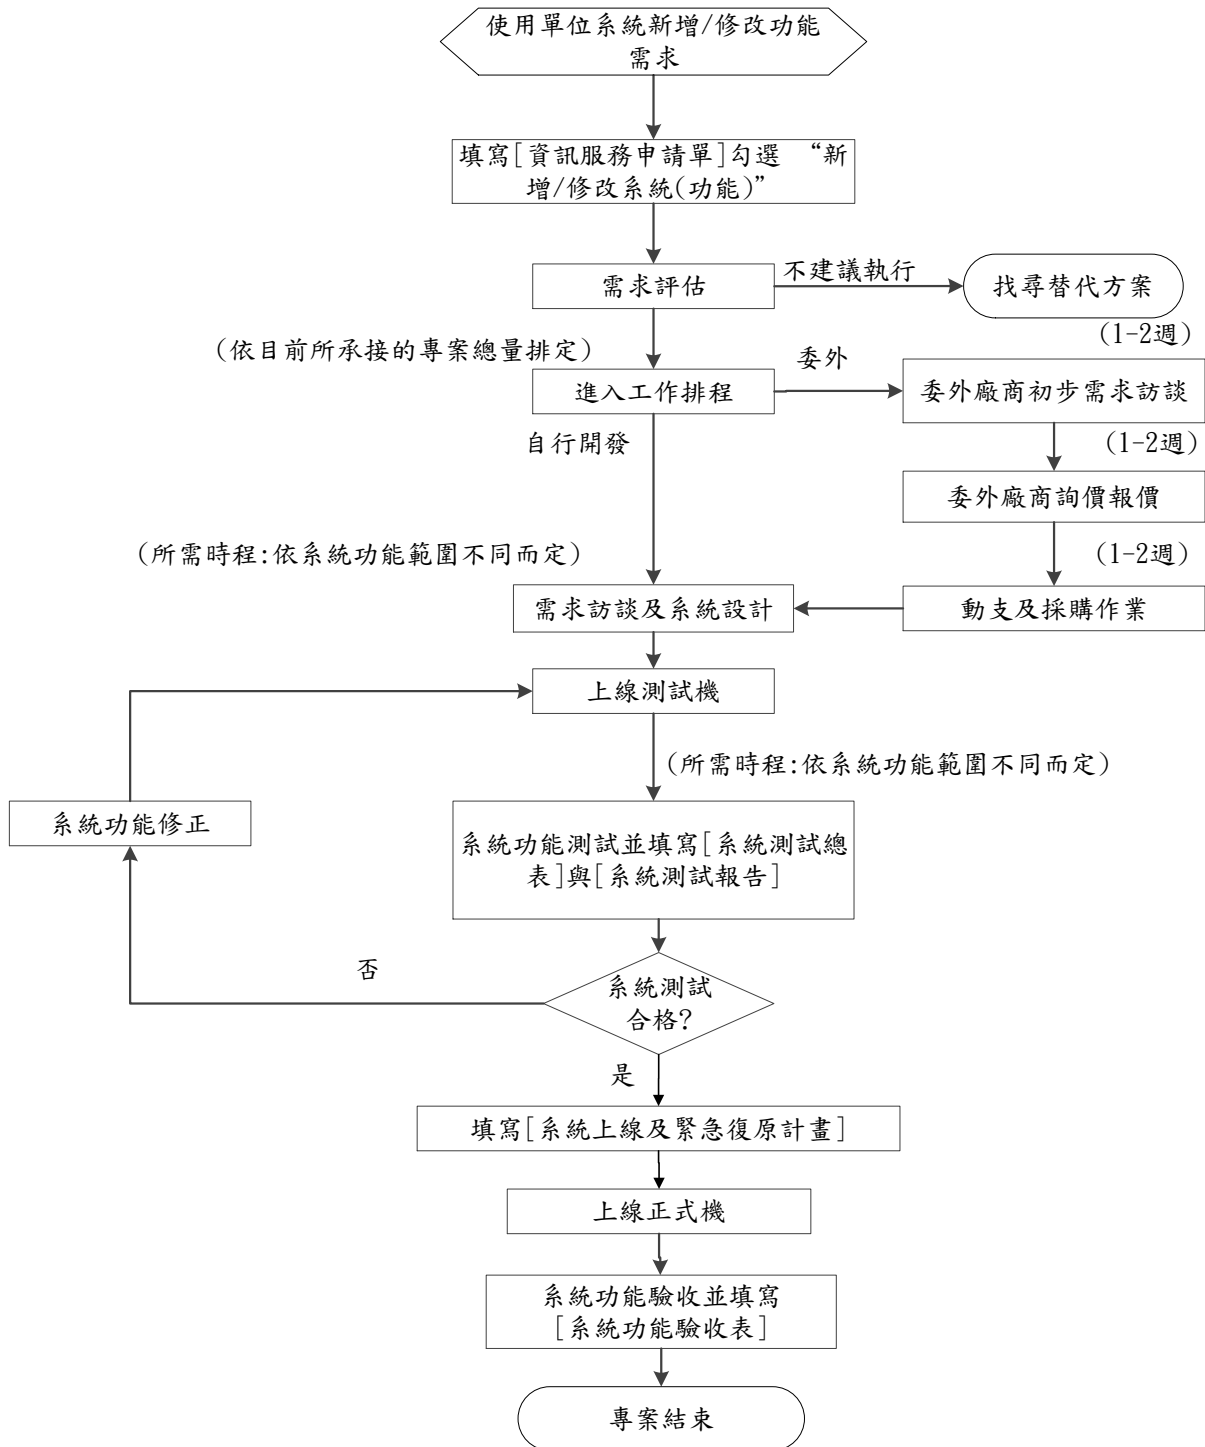 使用單位系統新增/修改功能
需求
填寫[資訊服務申請單]勾選 “新
增/修改系統(功能)”
需求評估
不建議執行
找尋替代方案
(1-2週)
(依目前所承接的專案總量排定)
委外
進入工作排程
委外廠商初步需求訪談
自行開發
(1-2週)
委外廠商詢價報價
(所需時程:依系統功能範圍不同而定)
(1-2週)
需求訪談及系統設計
動支及採購作業
上線測試機
(所需時程:依系統功能範圍不同而定)
系統功能修正
系統功能測試並填寫[系統測試總
表]與[系統測試報告]
否
系統測試
合格?
是
填寫[系統上線及緊急復原計畫]
上線正式機
系統功能驗收並填寫
[系統功能驗收表]
專案結束